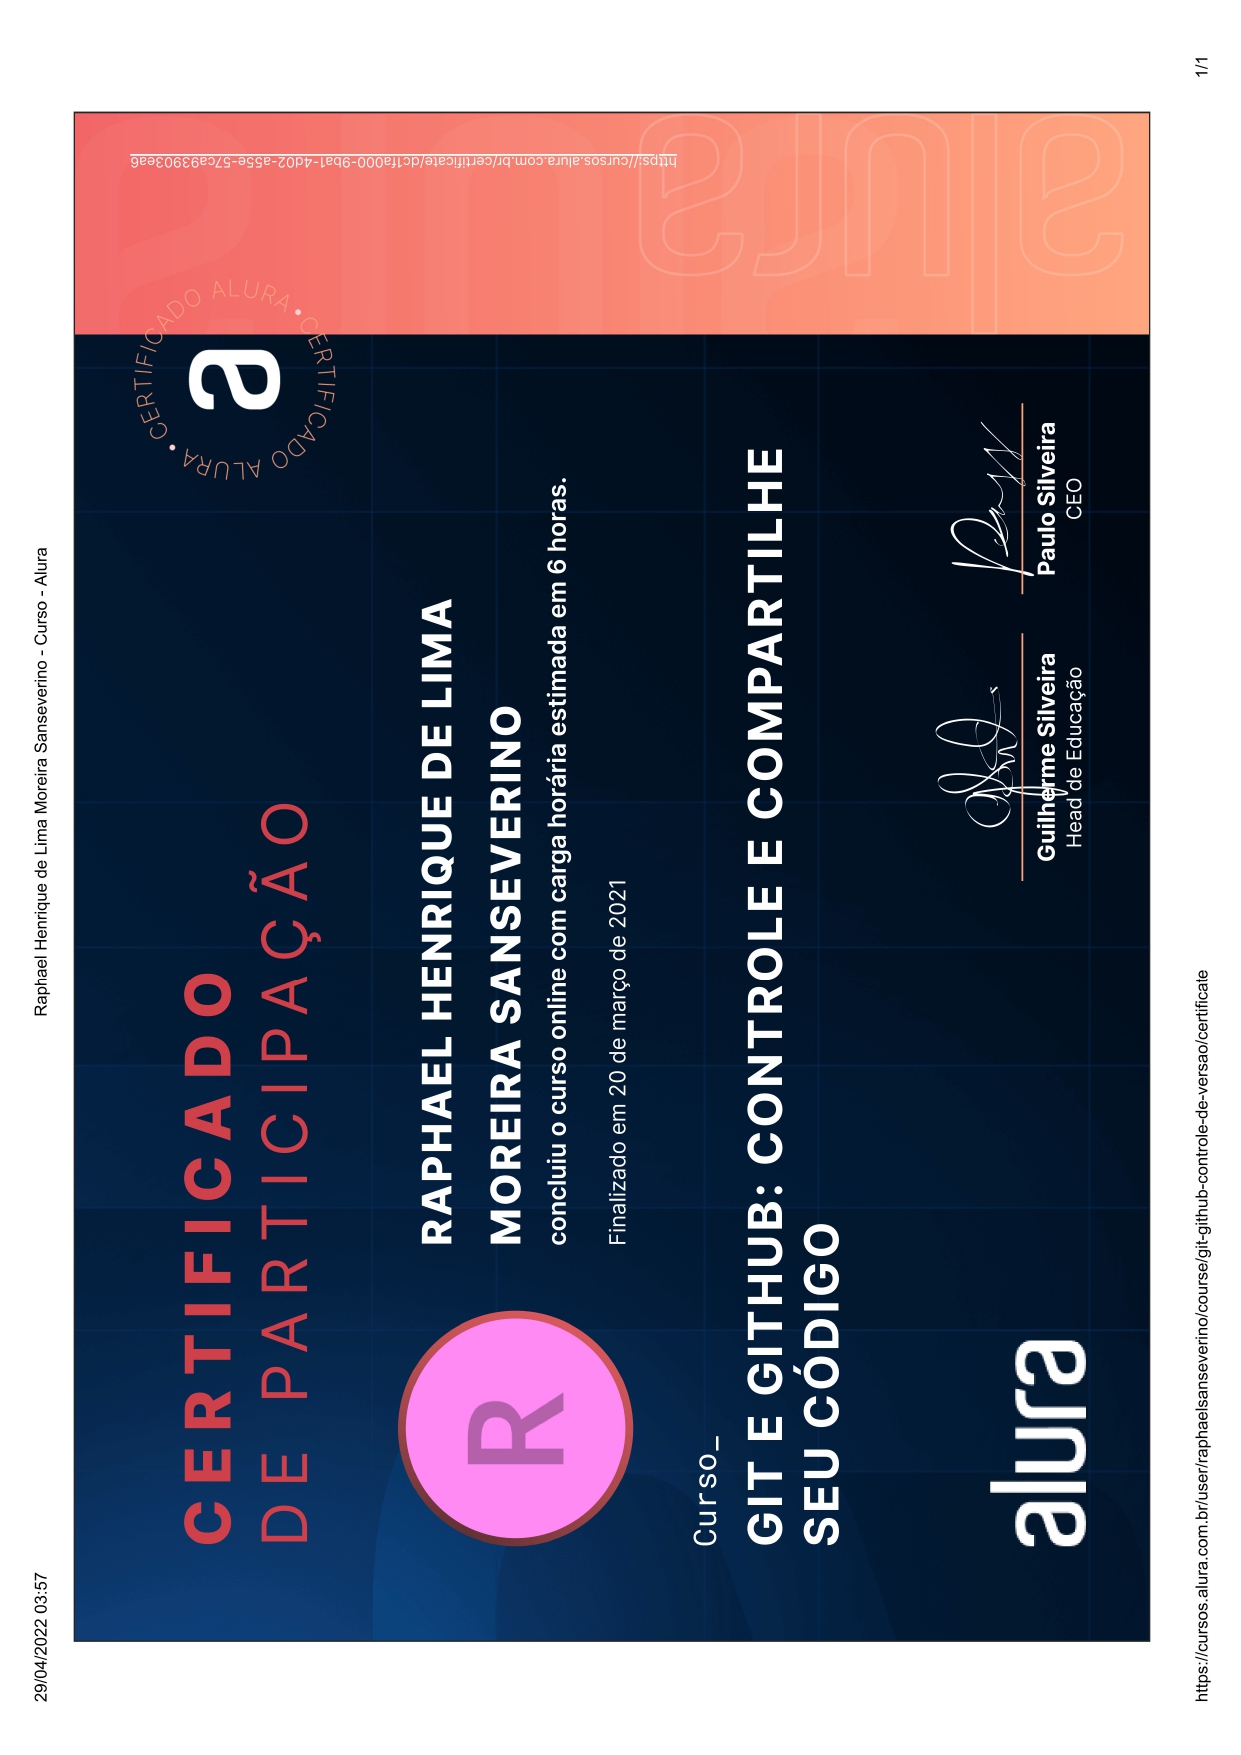 29/04/2022 03:57
Raphael Henrique de Lima Moreira Sanseverino - Curso - Alura
CERTIFICADO
DE PARTICIPAÇÃO
• CERTIFICADO ALURA • CERTIFICADO ALURA
a
https://cursos.alura.com.br/certificate/dc1fa000-9ba1-4d02-a55e-57ca93903ea6
R
RAPHAEL HENRIQUE DE LIMA
MOREIRA SANSEVERINO
concluiu o curso online com carga horária estimada em 6 horas.
Finalizado em 20 de março de 2021
Curso_
GIT E GITHUB: CONTROLE E COMPARTILHE
SEU CÓDIGO
alura
alura
Guilherme Silveira
Head de Educação
Paulo Silveira
CEO
https://cursos.alura.com.br/user/raphaelsanseverino/course/git-github-controle-de-versao/certificate
1/1